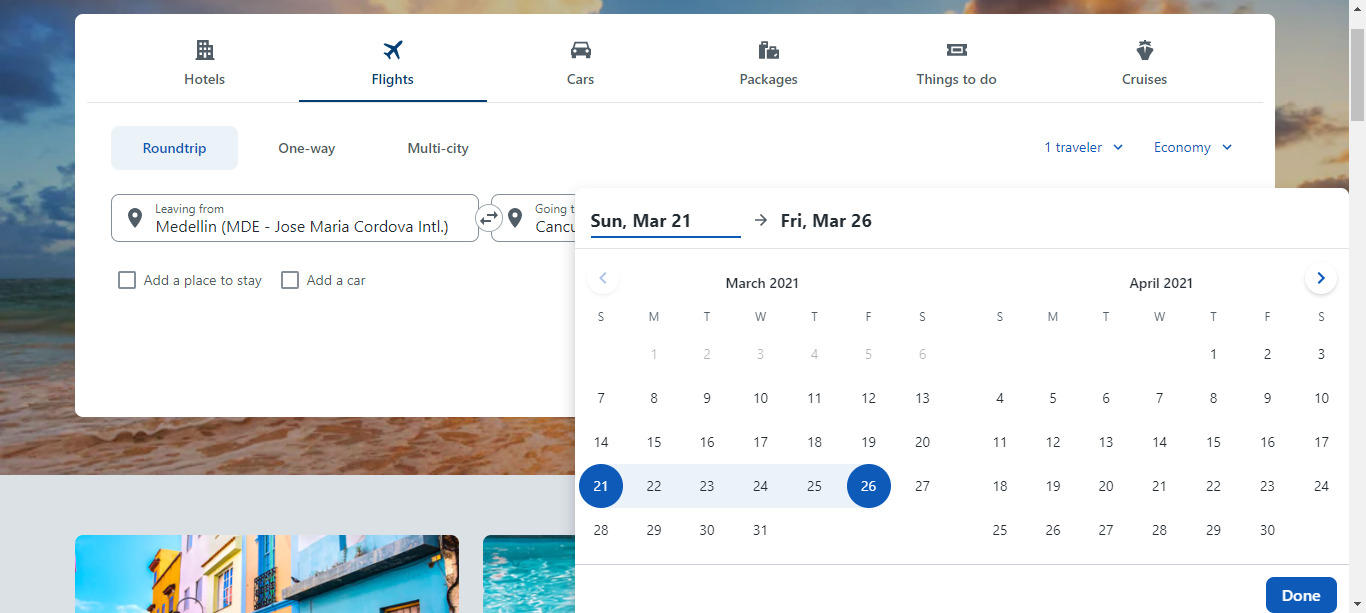 Hotels
Flights
Cars
Packages
Things to do
Cruises
Roundtrip
One-way
Multi-city
1 traveler
Economy
Leaving from
Medellin (MDE - Jose Maria Cordova Intl.)
Going t
Cancu
Sun, Mar 21
Fri, Mar 26
Add a place to stay
Add a car
March 2021
S M T W T F S
1 2 3 4 5 6
7 8 9 10 11 12 13
14 15 16 17 18 19 20
21 22 23 24 25 26 27
28 29 30 31
April 2021
S M T W T F S
1 2 3
4 5 6 7 8 9 10
11 12 13 14 15 16 17
18 19 20 21 22 23 24
25 26 27 28 29 30
Done